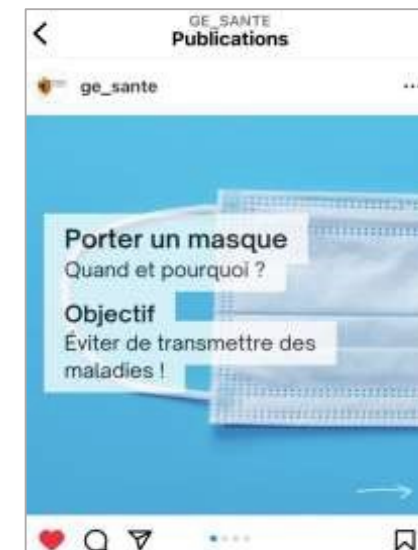 GE_SANTE
Publications
ge_sante
Porter un masque
Quand et pourquoi ?
Objectif
Éviter de transmettre des
maladies !